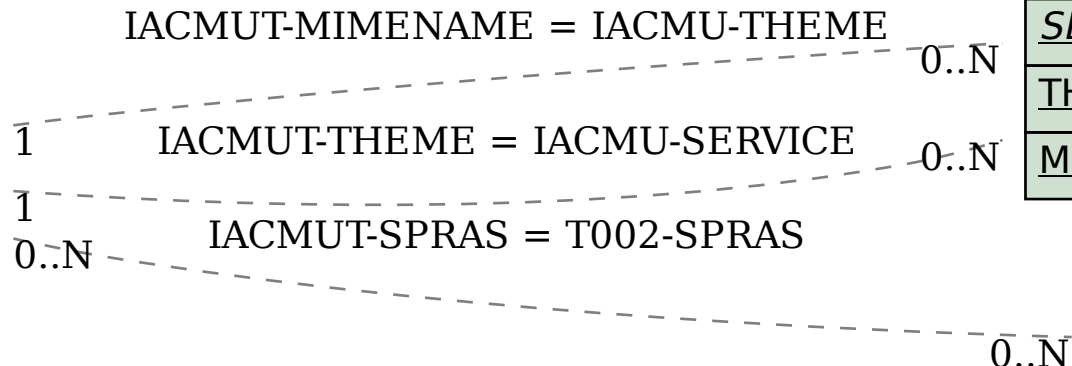 IACMUT-MIMENAME = IACMU-THEME
0..N
1
IACMUT-THEME = IACMU-SERVICE
0..N
1
IACMUT-SPRAS = T002-SPRAS
0..N
0..N